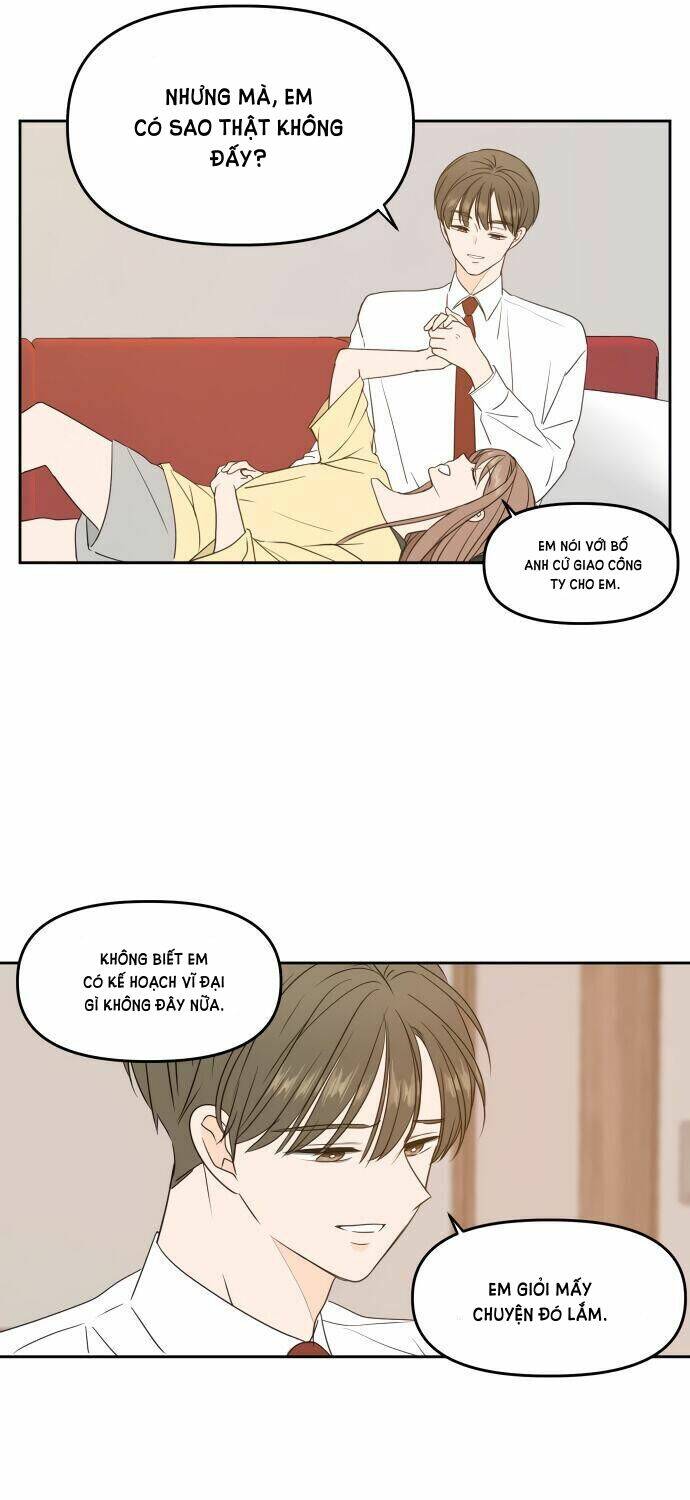 NHƯNG MÀ, EM
CÓ SAO THẬT KHÔNG
ĐẤY?
EM NÓI VỚI BỐ
ANH CỨ GIAO CÔNG
TY CHO EM.
KHÔNG BIẾT EM
CÓ KẾ HOẠCH VĨ ĐẠI
GÌ KHÔNG ĐÂY NỮA.
EM GIỎI MẤY
CHUYỆN ĐÓ LẮM.